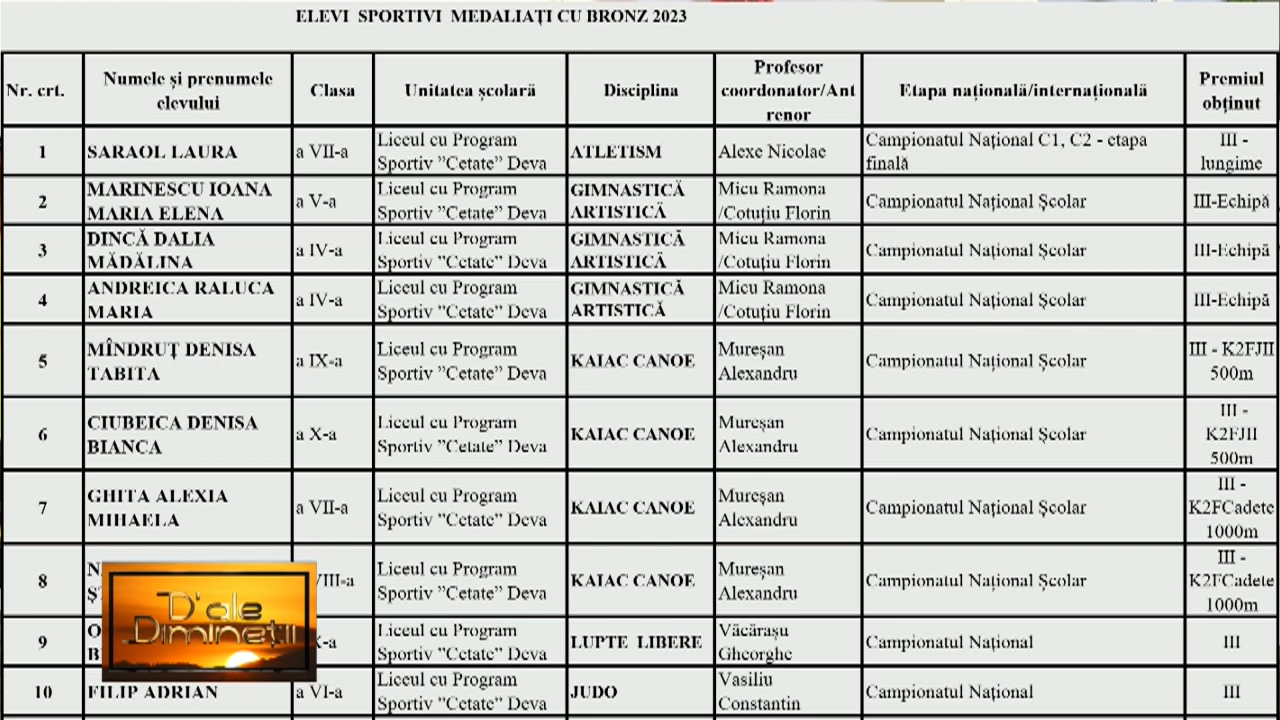 ELEVI SPORTIVI MEDALIAȚI CU BRONZ 2023
Nr. crt. Numele și prenumele elevului Clasa Unitatea școlară Disciplina Profesor coordonator/Ant renor Etapa națională/internațională Premiul obținut
1 SARAOL LAURA a VII-a Liceul cu Program Sportiv ”Cetate” Deva ATLETISM Alexe Nicolae Campionatul Național C1, C2 - etapa finală III - lungime
2 MARINESCU IOANA MARIA ELENA a V-a Liceul cu Program Sportiv ”Cetate” Deva GIMNASTICĂ ARTISTICĂ Micu Ramona /Cotuțiu Florin Campionatul Național Școlar III-Echipă
3 DINCĂ DALIA MĂDĂLINA a IV-a Liceul cu Program Sportiv ”Cetate” Deva GIMNASTICĂ ARTISTICĂ Micu Ramona /Cotuțiu Florin Campionatul Național Școlar III-Echipă
4 ANDREICA RALUCA MARIA a IV-a Liceul cu Program Sportiv ”Cetate” Deva GIMNASTICĂ ARTISTICĂ Micu Ramona /Cotuțiu Florin Campionatul Național Școlar III-Echipă
5 MÎNDRUȚ DENISA TABITA a IX-a Liceul cu Program Sportiv ”Cetate” Deva KAIAC CANOE Mureșan Alexandru Campionatul Național Școlar III - K2FJII 500m
6 CIUBEICA DENISA BIANCA a X-a Liceul cu Program Sportiv ”Cetate” Deva KAIAC CANOE Mureșan Alexandru Campionatul Național Școlar III - K2FJII 500m
7 GHITA ALEXIA MIHAELA a VII-a Liceul cu Program Sportiv ”Cetate” Deva KAIAC CANOE Mureșan Alexandru Campionatul Național Școlar III - K2FCadete 1000m
8 VIII-a Liceul cu Program Sportiv ”Cetate” Deva KAIAC CANOE Mureșan Alexandru Campionatul Național Școlar III - K2FCadete 1000m
9 Liceul cu Program Sportiv ”Cetate” Deva LUPTE LIBERE Văcărașu Gheorghe Campionatul Național III
10 FILIP ADRIAN a VI-a Liceul cu Program Sportiv ”Cetate” Deva JUDO Vasiliu Constantin Campionatul Național III
D'ale
Dimineții